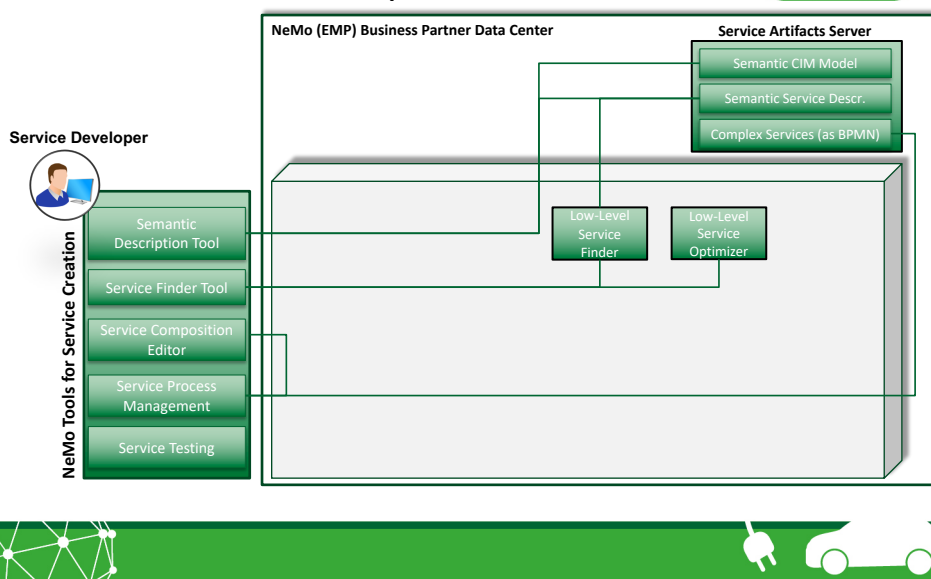 NeMo (EMP) Business Partner Data Center
Service Artifacts Server
Semantic CIM Model
Semantic Service Descr.
Complex Services (as BPMN)
Service Developer
NeMo Tools for Service Creation
Semantic
Description Tool
Service Finder Tool
Service Composition
Editor
Service Process
Management
Service Testing
Low-Level
Service
Finder
Low-Level
Service
Optimizer